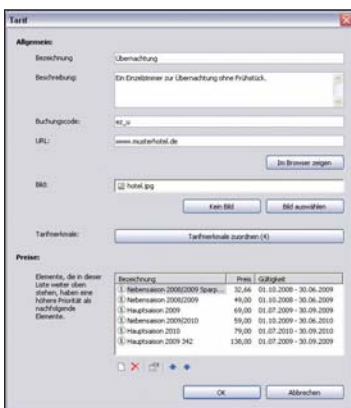 Tarif
Allgemein:
Bezeichnung
Übernachtung
Beschreibung:
Ein Einzelzimmer zur Übernachtung ohne Frühstück.
Buchungscode:
ez_u
URL:
www.musterhotel.de
Im Browser zeigen
Bild:
hotel.jpg
Kein Bild
Bild auswählen
Tarifmerkmale:
Tarifmerkmale zuordnen (4)
Preise:
Elemente, die in dieser
Liste weiter oben
stehen, haben eine
höhere Priorität als
nachfolgende
Elemente.
Bezeichnung Preis Gültigkeit
Nebensaison 2008/2009 Sparp... 32,66 01.10.2008 - 30.06.2009
Nebensaison 2008/2009 49,00 01.10.2008 - 30.06.2009
Hauptsaison 2009 69,00 01.07.2009 - 30.09.2009
Nebensaison 2009/2010 59,00 01.10.2009 - 30.06.2010
Hauptsaison 2010 79,00 01.07.2010 - 30.09.2010
Hauptsaison 2009 342 138,00 01.07.2009 - 30.09.2009
OK
Abbrechen